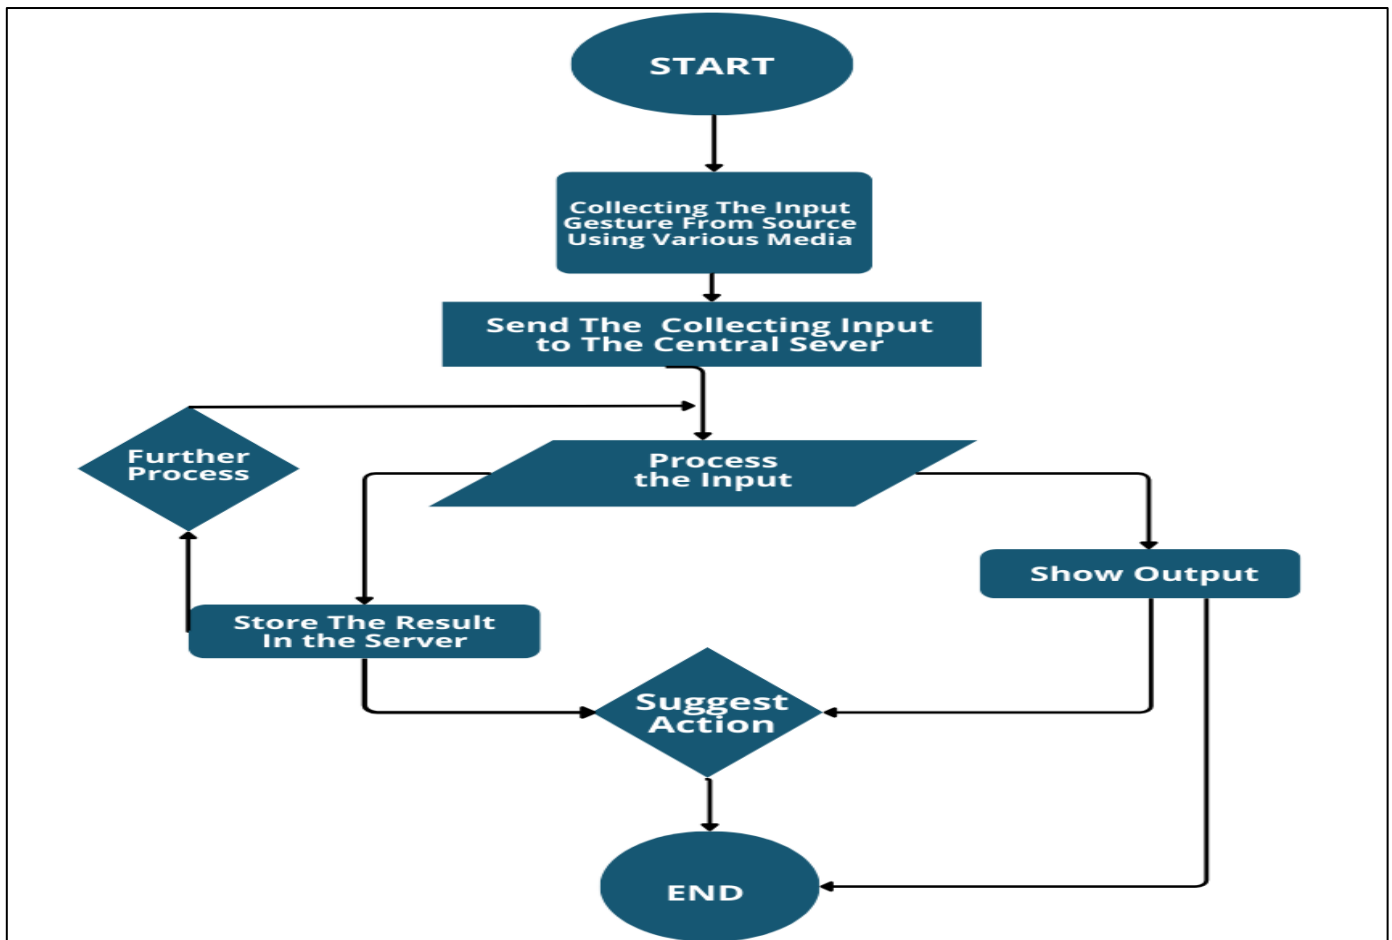 START
Collecting The Input
Gesture From Source
Using Various Media
Send The Collecting Input
to The Central Sever
Further
Process
Process
the Input
Show Output
Store The Result
In the Server
Suggest
Action
END